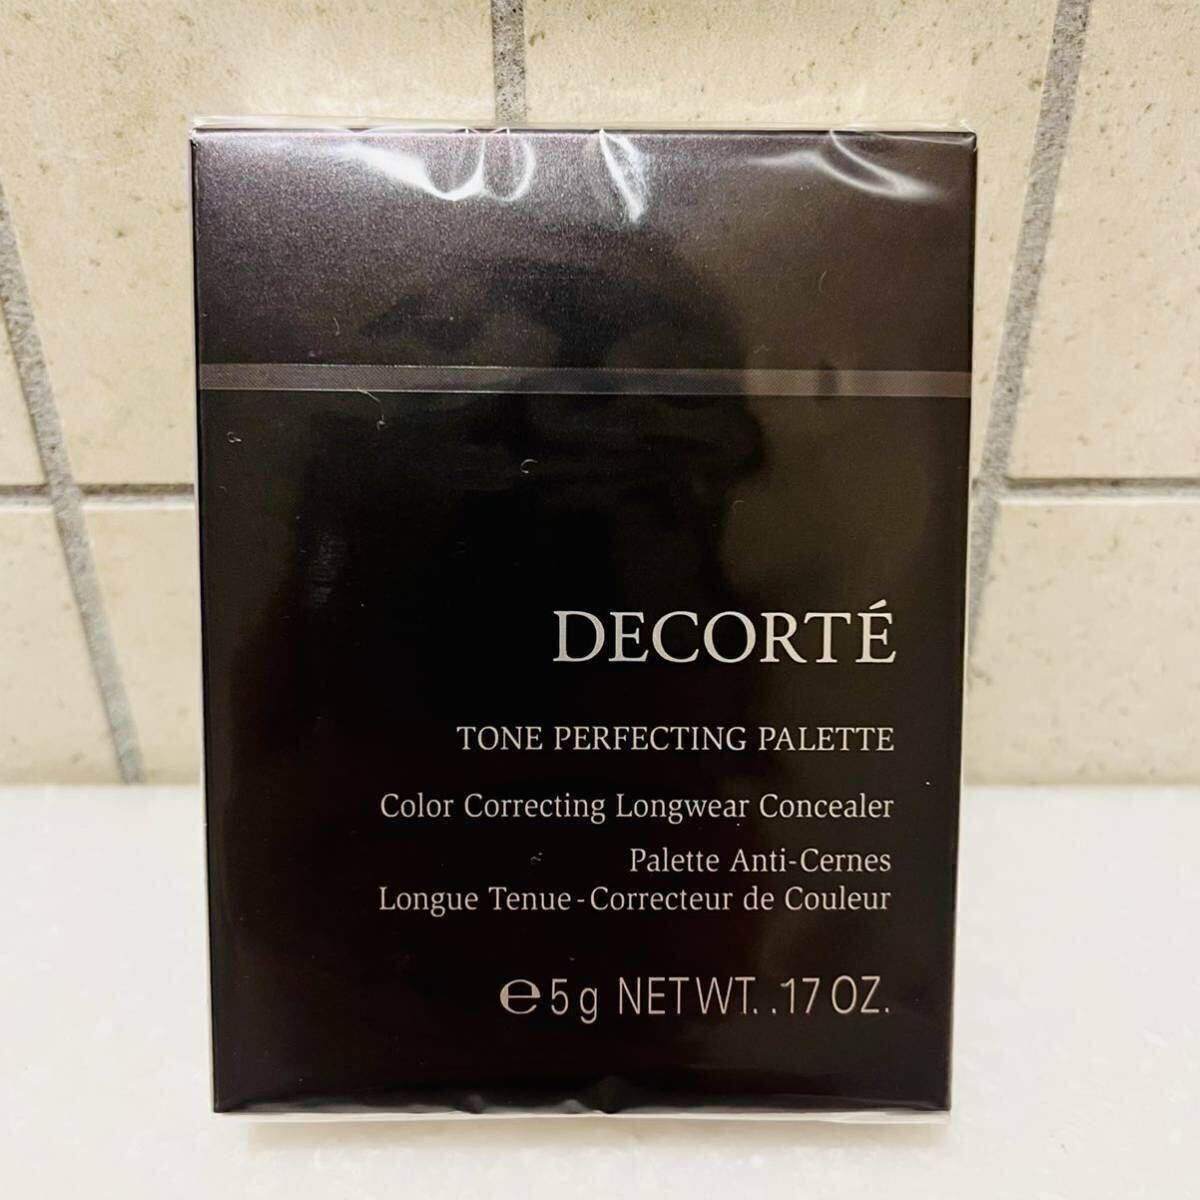 DECORTÉ
TONE PERFECTING PALETTE
Color Correcting Longwear Concealer
Palette Anti-Cernes
Longue Tenue-Correcteur de Couleur
℮5g NET WT. .17 OZ.